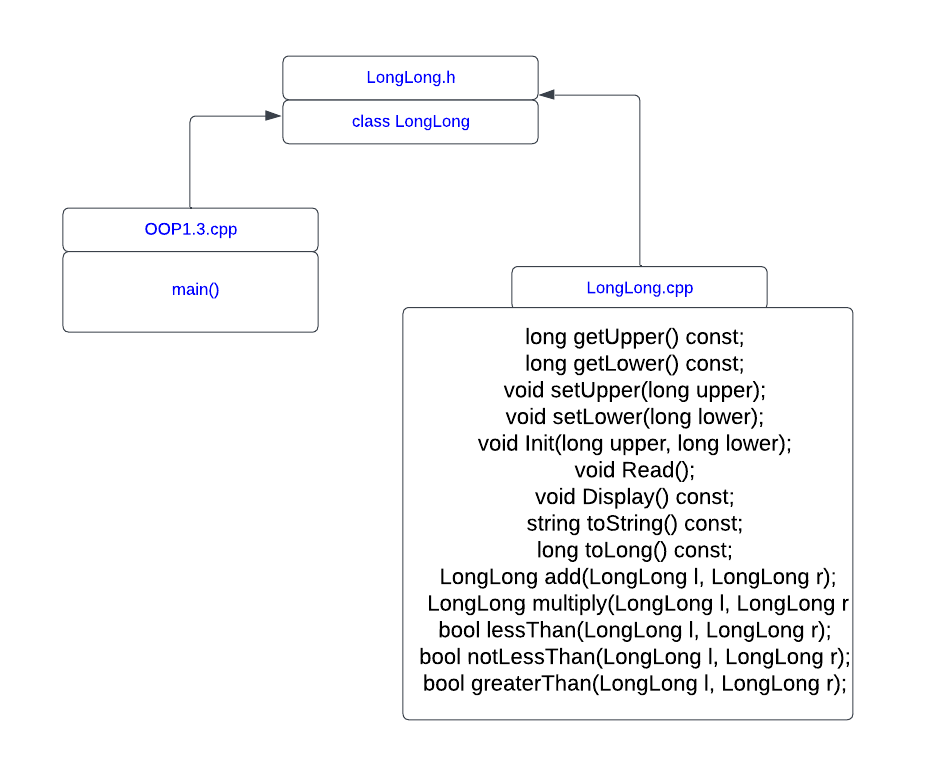 LongLong.h
class LongLong
OOP1.3.cpp
main()
LongLong.cpp
long getUpper() const;
long getLower() const;
void setUpper(long upper);
void setLower(long lower);
void Init(long upper, long lower);
void Read();
void Display() const;
string toString() const;
long toLong() const;
LongLong add(LongLong l, LongLong r);
LongLong multiply(LongLong l, LongLong r
bool lessThan(LongLong l, LongLong r);
bool notLessThan(LongLong l, LongLong r);
bool greaterThan(LongLong l, LongLong r);